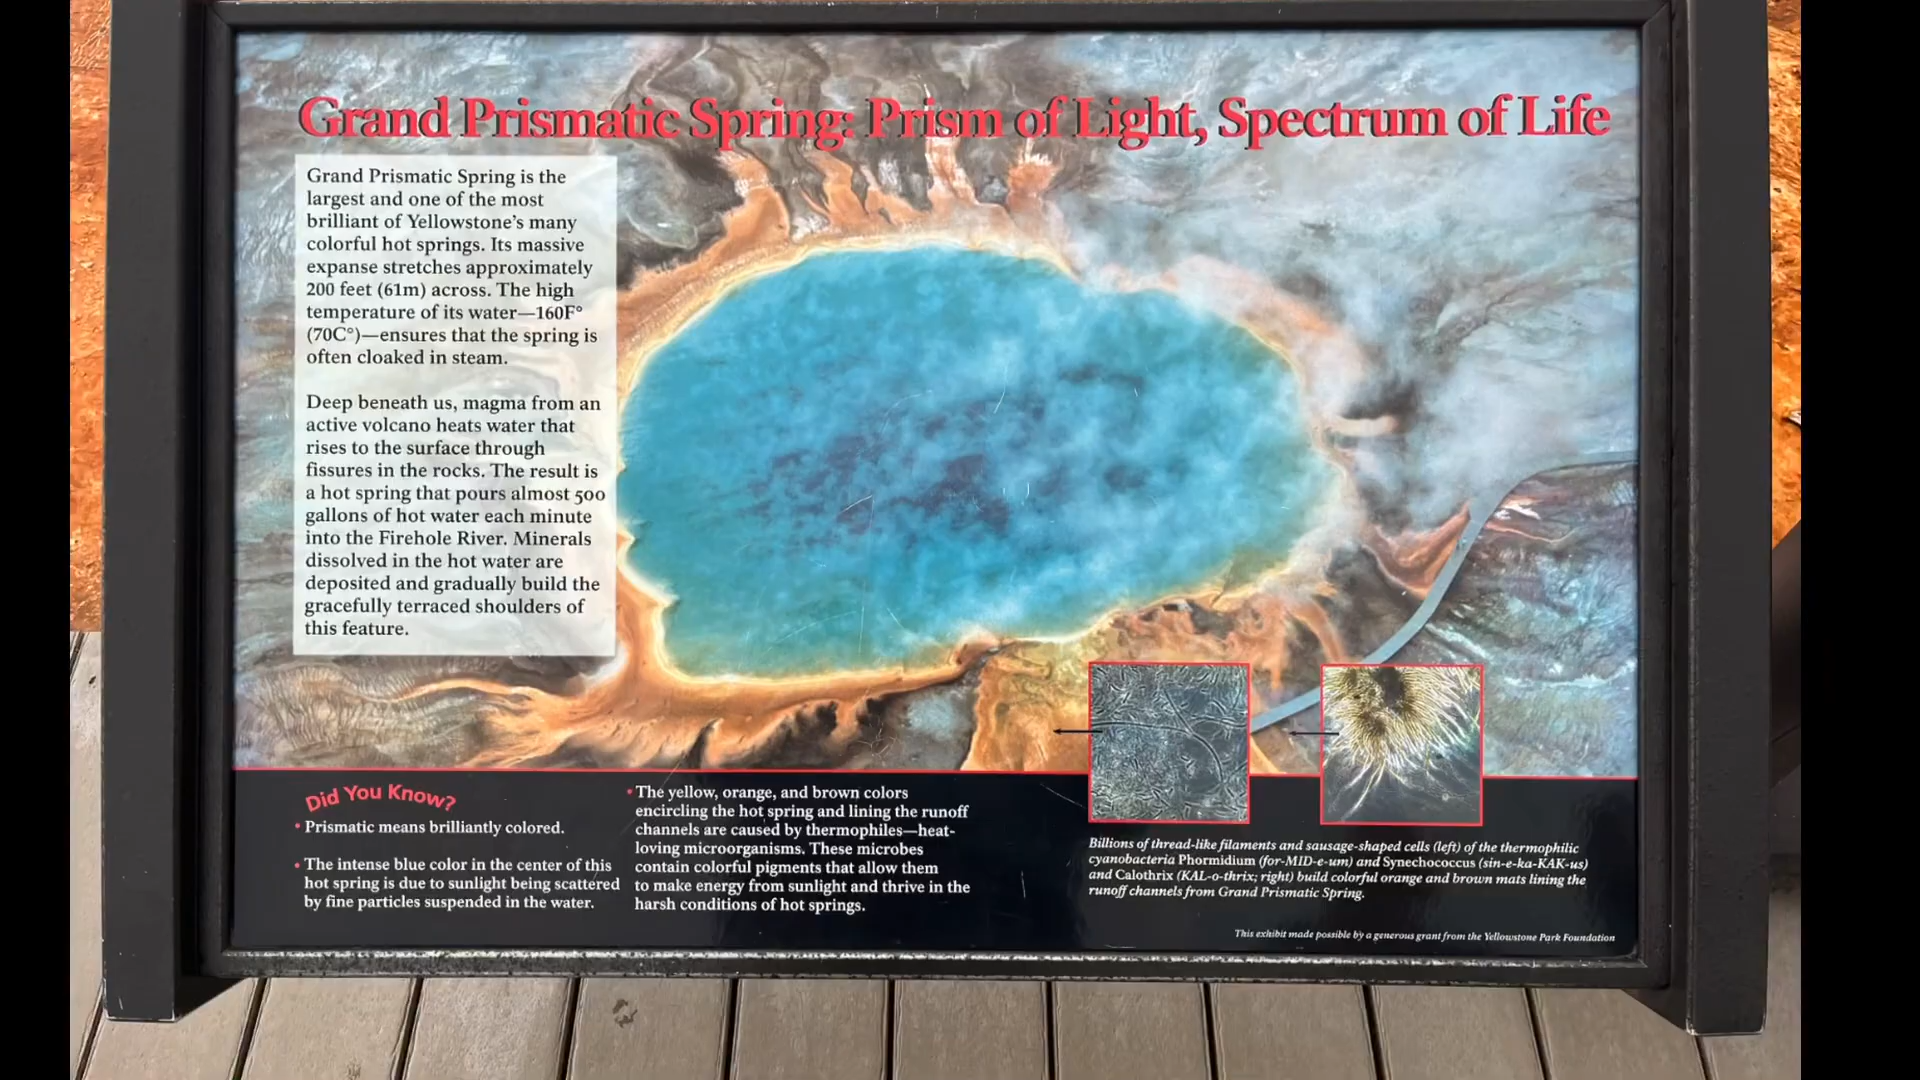 Grand Prismatic Spring: Prism of Light, Spectrum of Life
Grand Prismatic Spring is the
largest and one of the most
brilliant of Yellowstone's many
colorful hot springs. Its massive
expanse stretches approximately
200 feet (61m) across. The high
temperature of its water—160F°
(70C°)—ensures that the spring is
often cloaked in steam.
Deep beneath us, magma from an
active volcano heats water that
rises to the surface through
fissures in the rocks. The result is
a hot spring that pours almost 500
gallons of hot water each minute
into the Firehole River. Minerals
dissolved in the hot water are
deposited and gradually build the
gracefully terraced shoulders of
this feature.
Did You Know?
• Prismatic means brilliantly colored.
• The intense blue color in the center of this
hot spring is due to sunlight being scattered
by fine particles suspended in the water.
• The yellow, orange, and brown colors
encircling the hot spring and lining the runoff
channels are caused by thermophiles—heat-
loving microorganisms. These microbes
contain colorful pigments that allow them
to make energy from sunlight and thrive in the
harsh conditions of hot springs.
Billions of thread-like filaments and sausage-shaped cells (left) of the thermophilic
cyanobacteria Phormidium (for-MID-e-um) and Synechococcus (sin-e-ka-KAK-us)
and Calothrix (KAL-o-thrix; right) build colorful orange and brown mats lining the
runoff channels from Grand Prismatic Spring.
This exhibit made possible by a generous grant from the Yellowstone Park Foundation